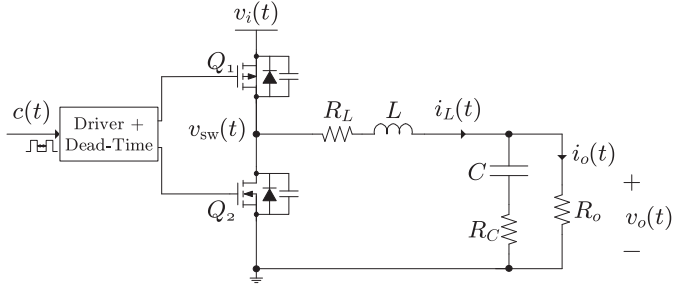 v_i(t)
Q_1
c(t)
Driver +
Dead-Time
v_sw(t)
R_L
L
i_L(t)
i_o(t)
C
+
Q_2
R_C
R_o
v_o(t)
−